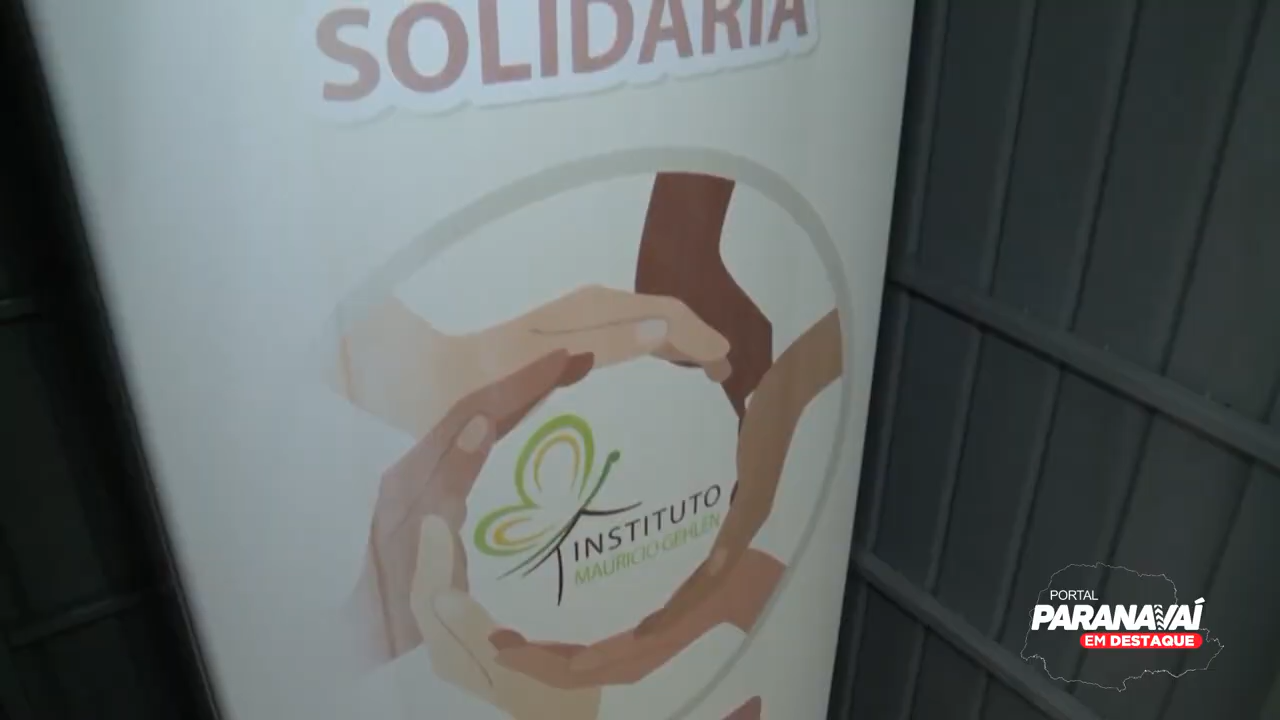 SOLIDÁRIA
INSTITUTO
MAURICIO GEHLEN
PORTAL
PARANAVAÍ
EM DESTAQUE